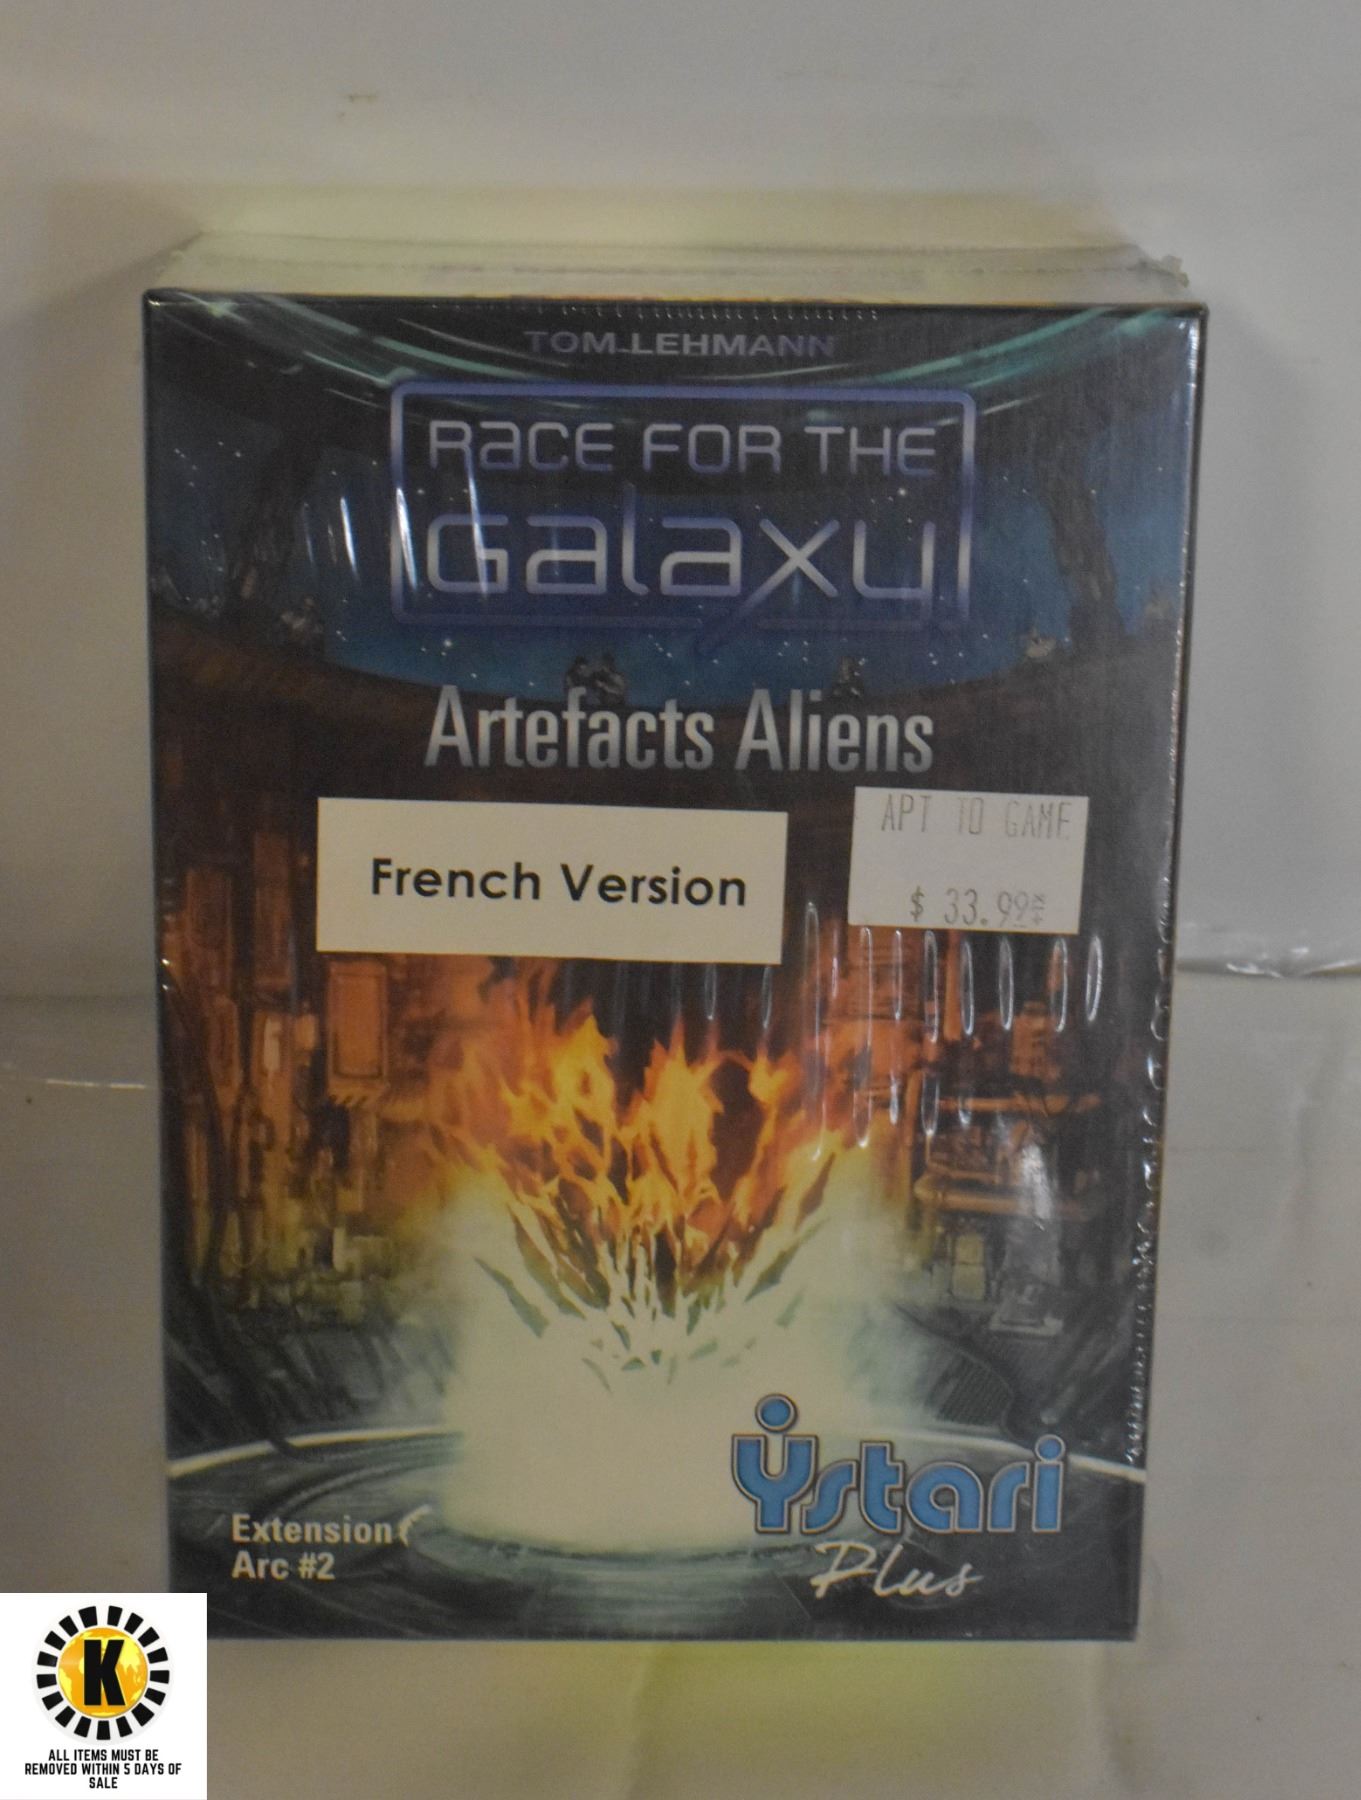 TOM LEHMANN
RACE FOR THE
GALAXY
Artefacts Aliens
APT TO GAME
$ 33.99
French Version
Ystari
Plus
Extension
Arc #2
K
ALL ITEMS MUST BE
REMOVED WITHIN 5 DAYS OF
SALE